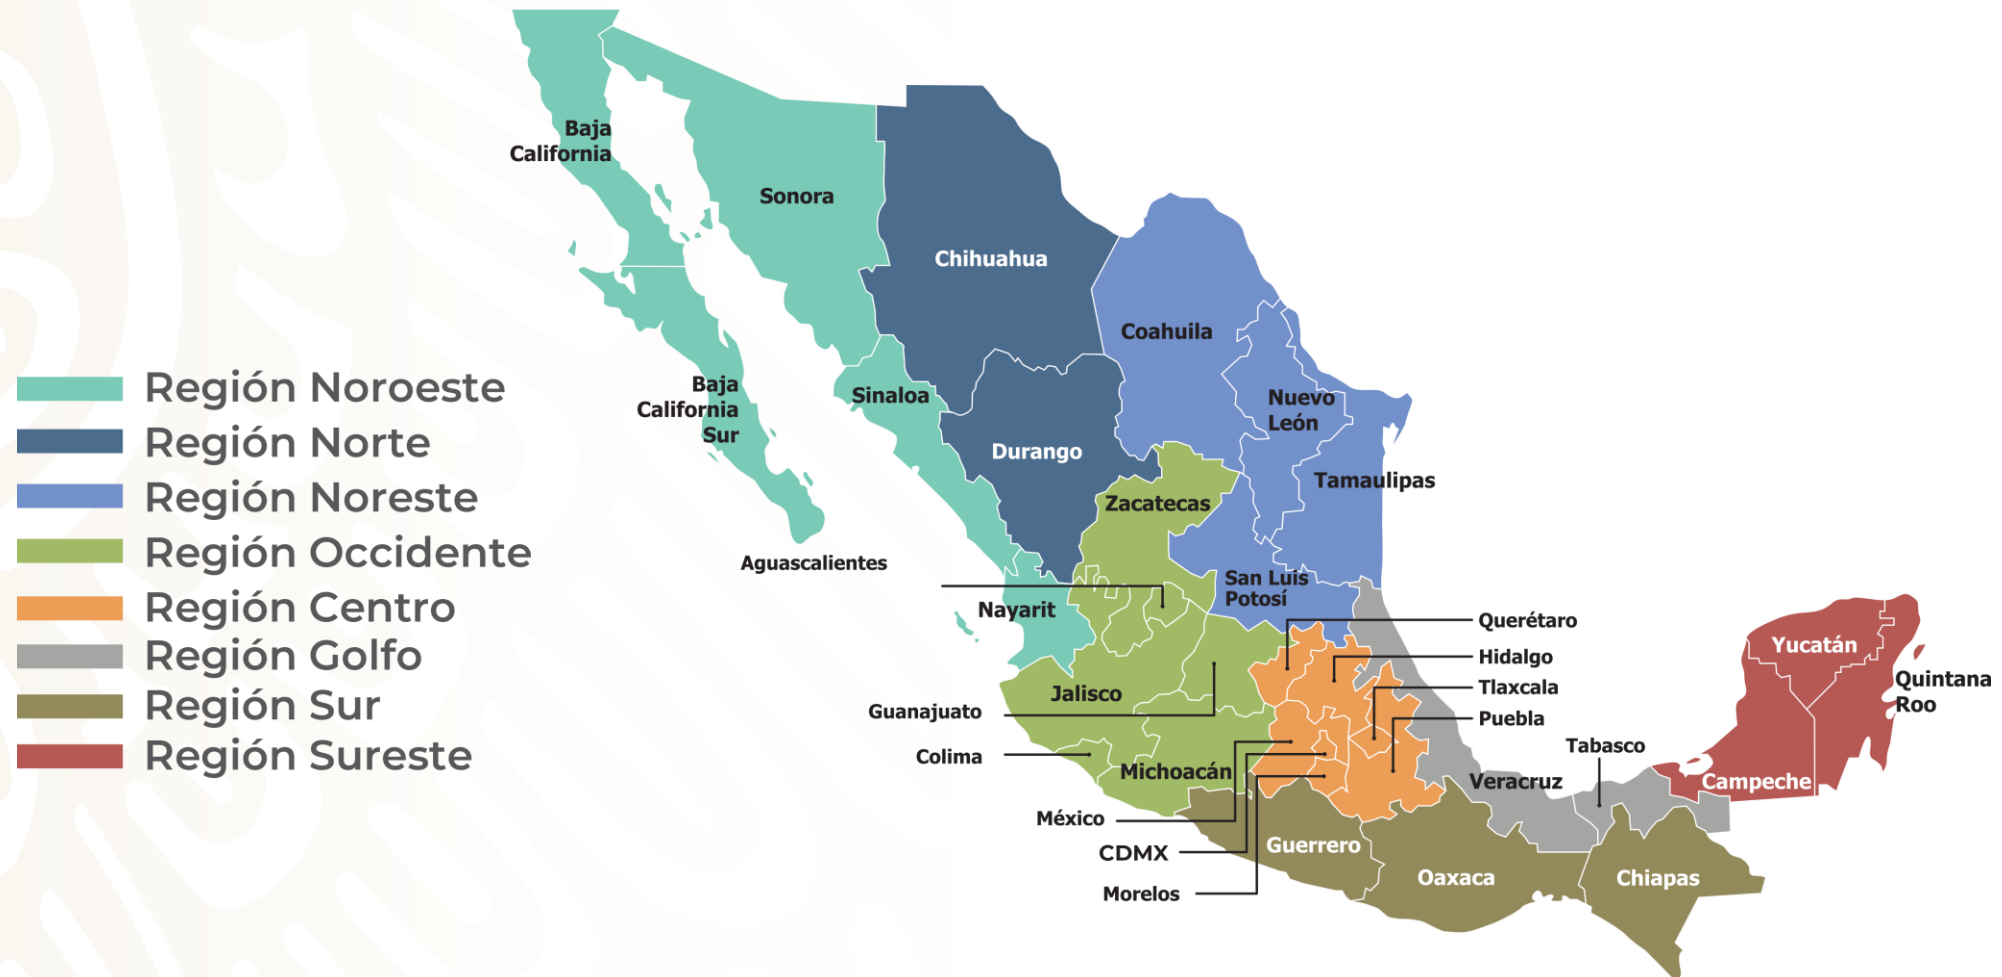 Baja
California
Sonora
Chihuahua
Coahuila
Región Noroeste
Región Norte
Región Noreste
Región Occidente
Región Centro
Región Golfo
Región Sur
Región Sureste
Baja
California
Sur
Sinaloa
Nuevo
León
Durango
Tamaulipas
Zacatecas
Aguascalientes
San Luis
Potosí
Nayarit
Querétaro
Hidalgo
Tlaxcala
Puebla
Yucatán
Quintana
Roo
Jalisco
Guanajuato
Colima
Michoacán
Tabasco
Veracruz
Campeche
México
CDMX
Morelos
Guerrero
Oaxaca
Chiapas